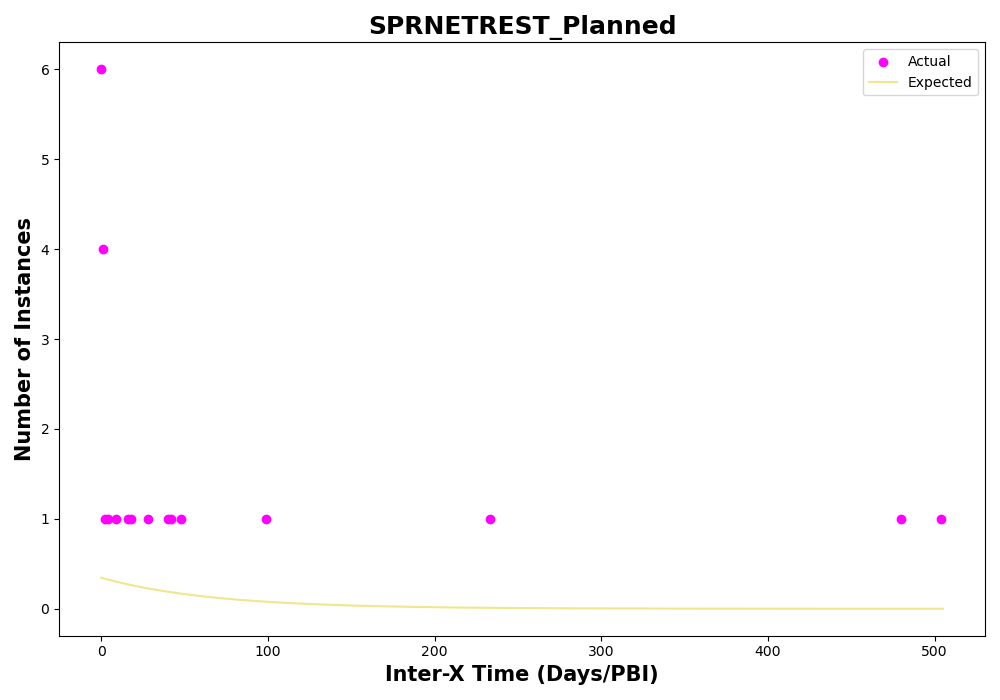 SPRNETREST_Planned
Actual
Expected
Number of Instances
6
5
4
3
2
1
0
0
100
200
300
400
500
Inter-X Time (Days/PBI)